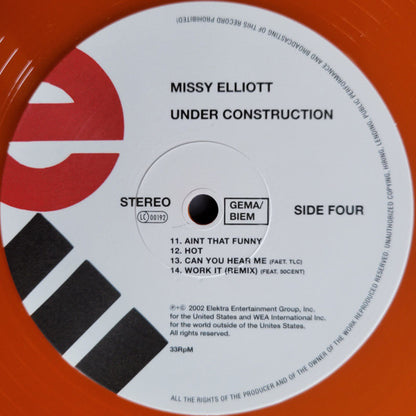 MISSY ELLIOTT
UNDER CONSTRUCTION
STEREO
LC 00192
GEMA/
BIEM
SIDE FOUR
11. AINT THAT FUNNY
12. HOT
13. CAN YOU HEAR ME (FAET. TLC)
14. WORK IT (REMIX) (FEAT. 50CENT)
℗+© 2002 Elektra Entertainment Group, Inc.
for the United States and WEA International Inc.
for the world outside of the United States.
All rights reserved.
33RpM
ALL THE RIGHTS OF THE PRODUCER AND OF THE OWNER OF THE WORK REPRODUCED RESERVED. UNAUTHORIZED COPYING, HIRING, LENDING, PUBLIC PERFORMANCE AND BROADCASTING OF THIS RECORD PROHIBITED!